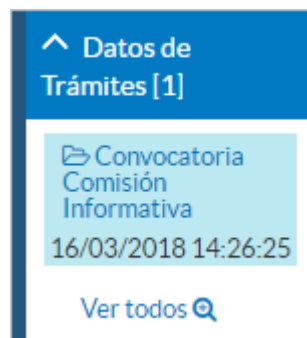 Datos de
Trámites [1]
Convocatoria
Comisión
Informativa
16/03/2018 14:26:25
Ver todos